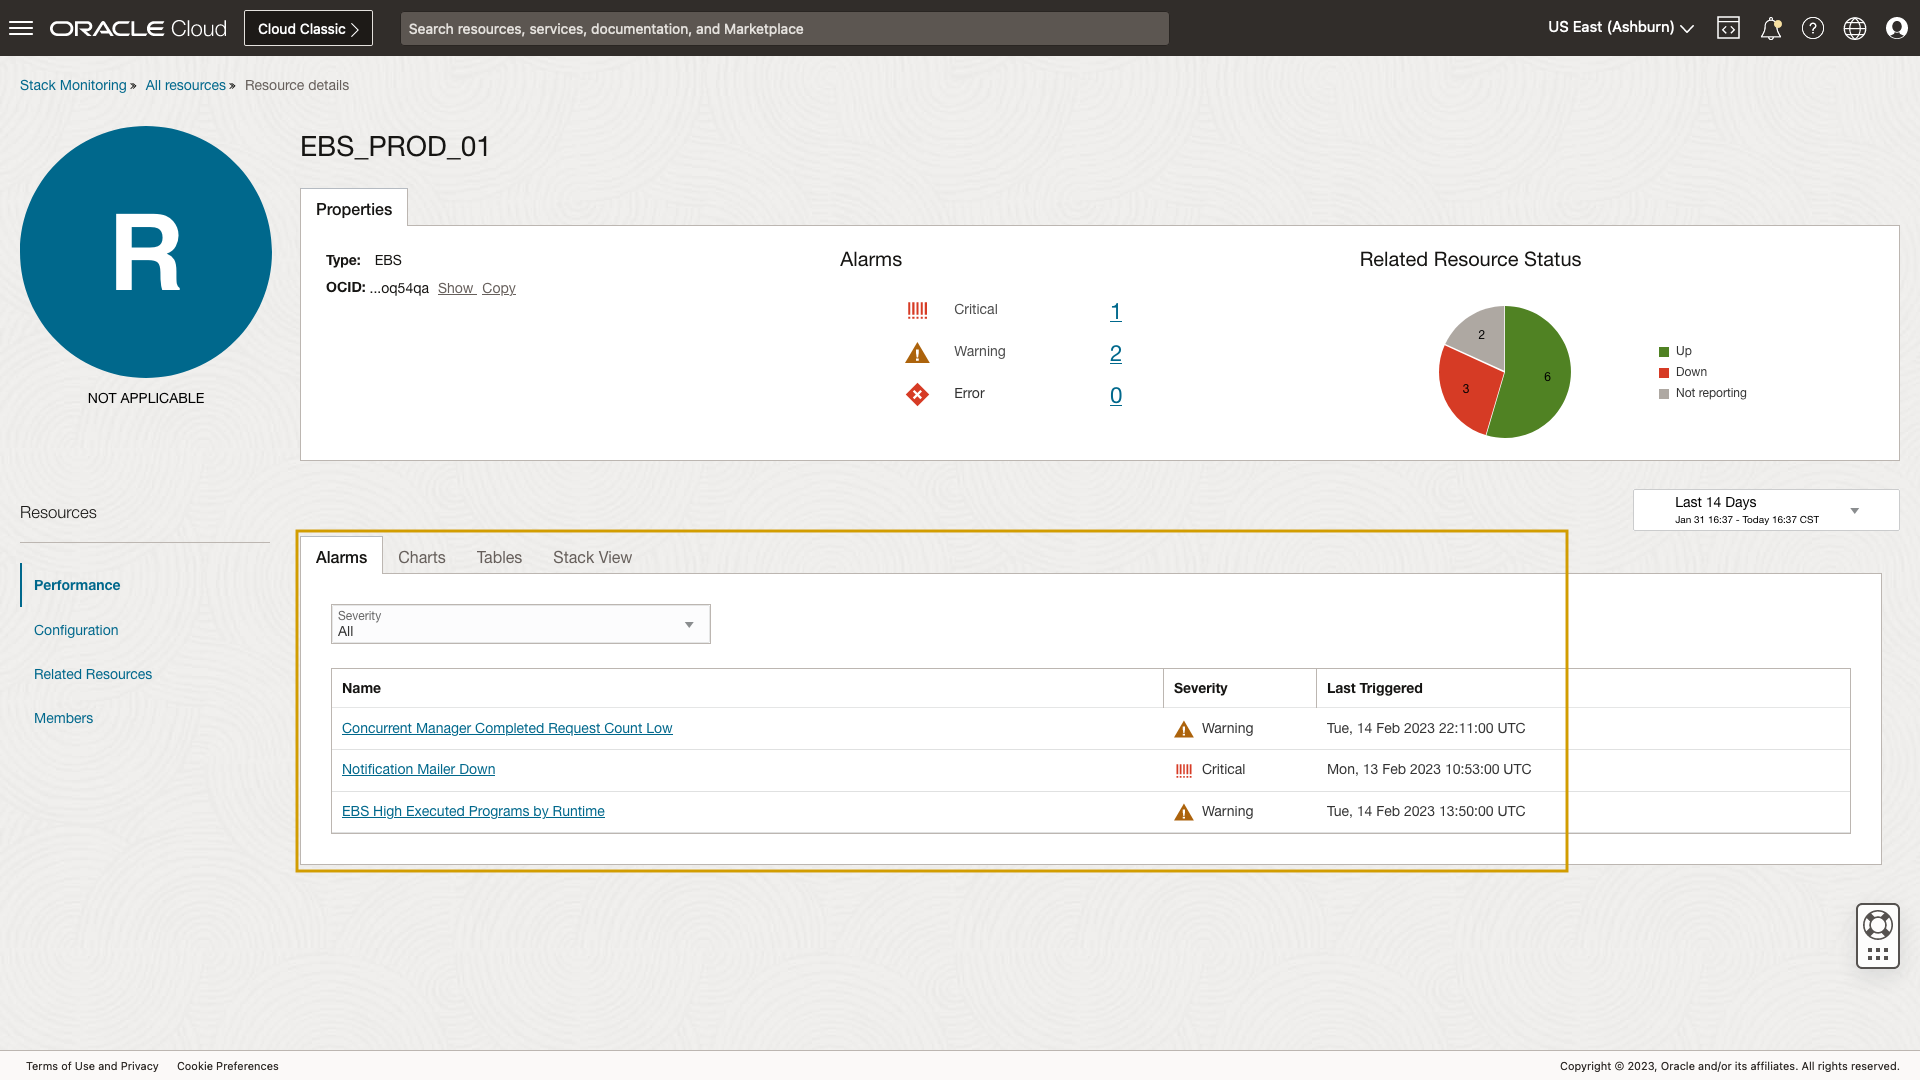 ORACLE Cloud
Cloud Classic
Search resources, services, documentation, and Marketplace
US East (Ashburn)
Stack Monitoring » All resources » Resource details
R
NOT APPLICABLE
EBS_PROD_01
Properties
Type: EBS
OCID: ...oq54qa Show Copy
Alarms
Critical 1
Warning 2
Error 0
Related Resource Status
2
3
6
Up
Down
Not reporting
Resources
Performance
Configuration
Related Resources
Members
Last 14 Days
Jan 31 16:37 - Today 16:37 CST
Alarms Charts Tables Stack View
Severity
All
Name Severity Last Triggered
Concurrent Manager Completed Request Count Low Warning Tue, 14 Feb 2023 22:11:00 UTC
Notification Mailer Down Critical Mon, 13 Feb 2023 10:53:00 UTC
EBS High Executed Programs by Runtime Warning Tue, 14 Feb 2023 13:50:00 UTC
Terms of Use and Privacy Cookie Preferences
Copyright © 2023, Oracle and/or its affiliates. All rights reserved.